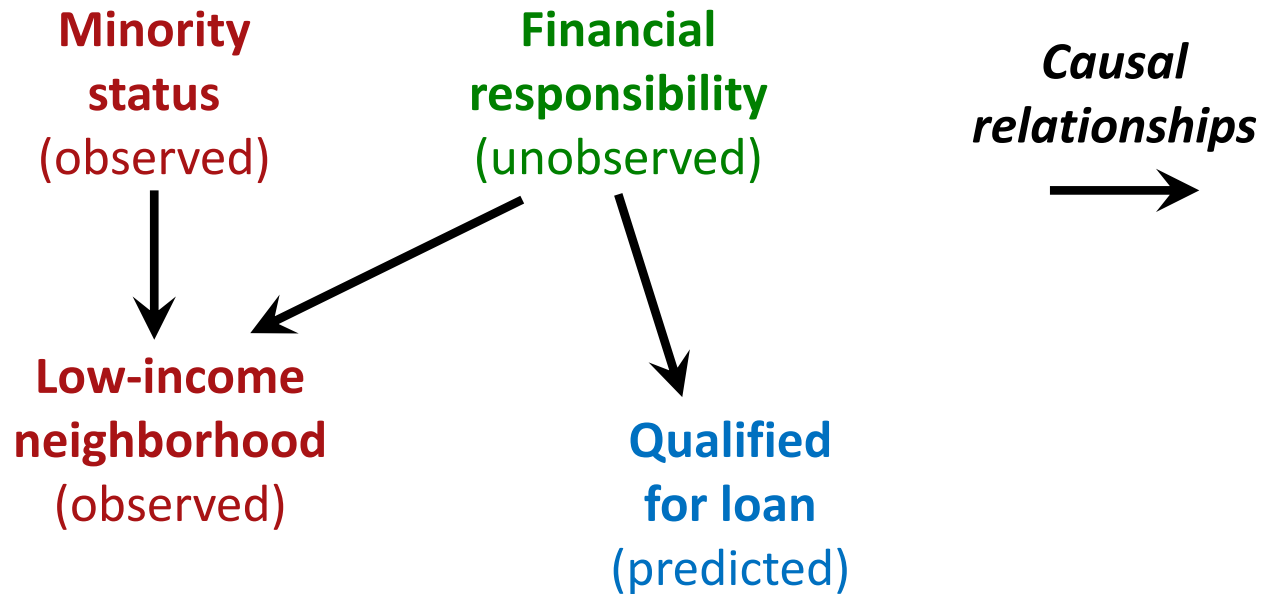 Minority
status
(observed)
Financial
responsibility
(unobserved)
Causal
relationships
Low-income
neighborhood
(observed)
Qualified
for loan
(predicted)